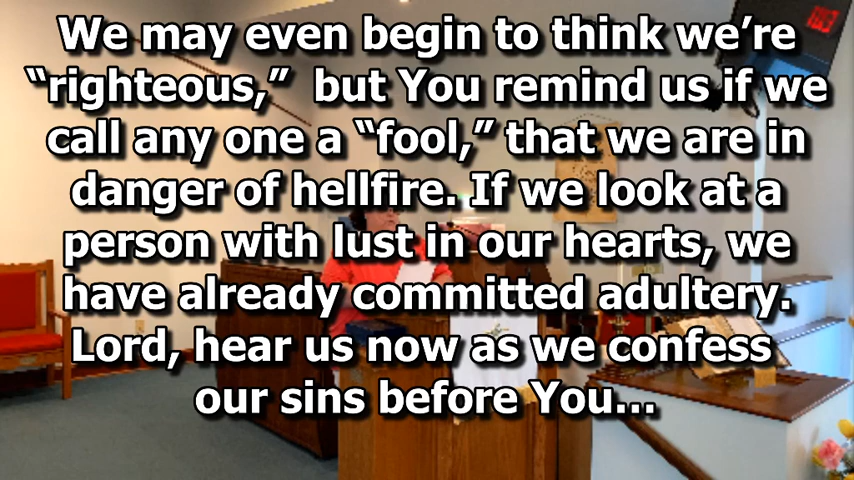 We may even begin to think we’re
“righteous,”  but You remind us if we
call any one a “fool,” that we are in
danger of hellfire. If we look at a
person with lust in our hearts, we
have already committed adultery.
Lord, hear us now as we confess
our sins before You...